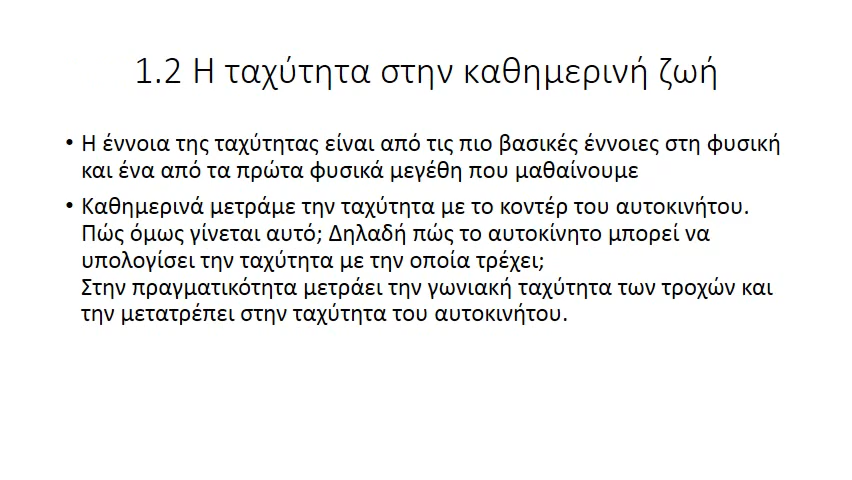 1.2 Η ταχύτητα στην καθημερινή ζωή
• Η έννοια της ταχύτητας είναι από τις πιο βασικές έννοιες στη φυσική
και ένα από τα πρώτα φυσικά μεγέθη που μαθαίνουμε
• Καθημερινά μετράμε την ταχύτητα με το κοντέρ του αυτοκινήτου.
Πώς όμως γίνεται αυτό; Δηλαδή πώς το αυτοκίνητο μπορεί να
υπολογίσει την ταχύτητα με την οποία τρέχει;
Στην πραγματικότητα μετράει την γωνιακή ταχύτητα των τροχών και
την μετατρέπει στην ταχύτητα του αυτοκινήτου.